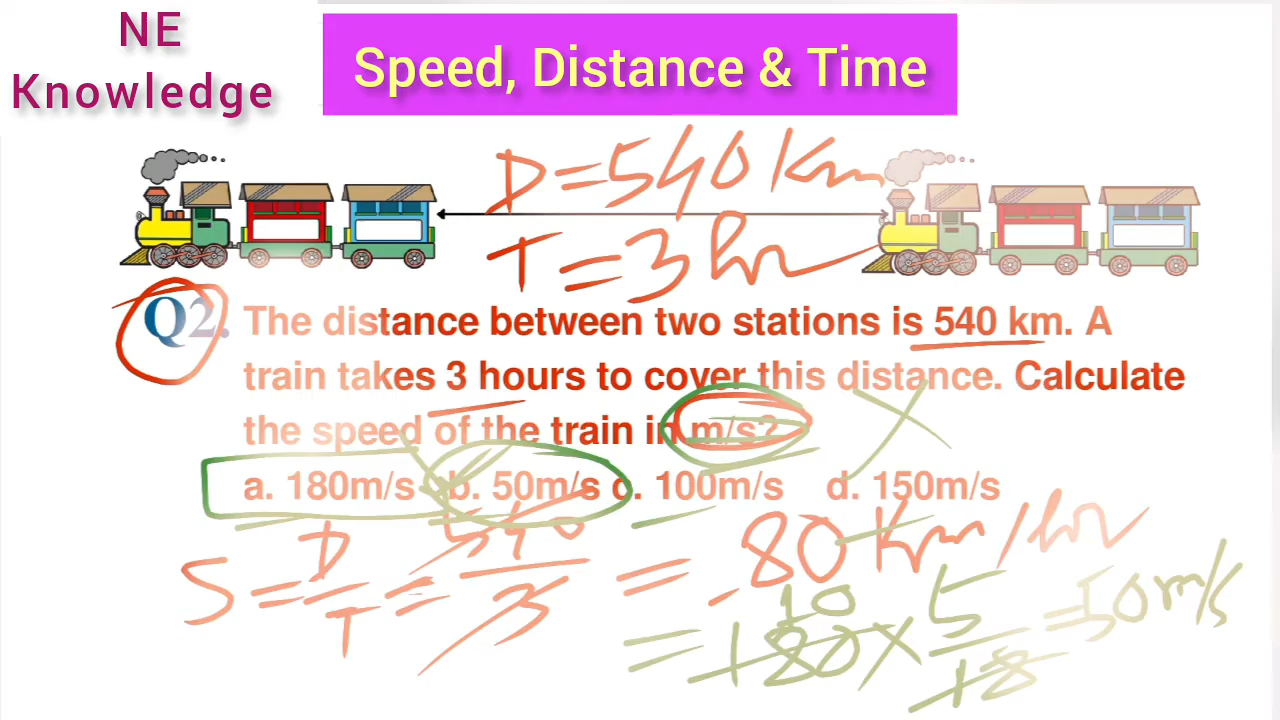 NE
Knowledge
Speed, Distance & Time
D = 540 Km
T = 3 hr
Q2. The distance between two stations is 540 km. A
train takes 3 hours to cover this distance. Calculate
the speed of the train in m/s?
a. 180m/s b. 50m/s c. 100m/s d. 150m/s
S = D/T = 540/3 = 180 Km/hr
= 180 × 5/18 = 50 m/s
10